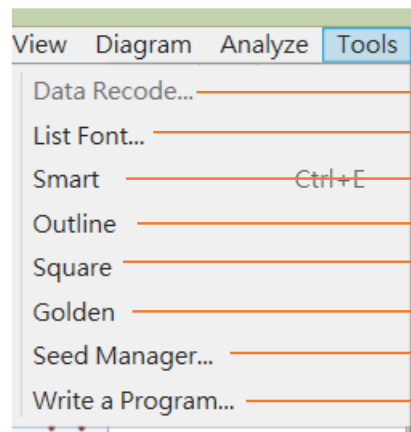 View Diagram Analyze Tools
Data Recode...
List Font...
Smart Ctrl+E
Outline
Square
Golden
Seed Manager...
Write a Program...